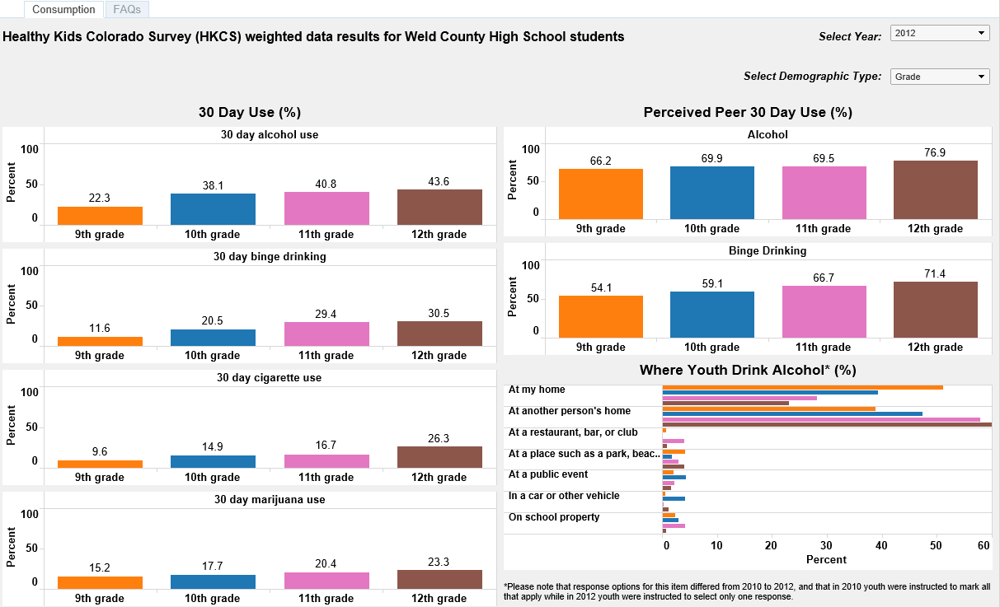 Consumption FAQs
Healthy Kids Colorado Survey (HKCS) weighted data results for Weld County High School students
Select Year: 2012
Select Demographic Type: Grade
30 Day Use (%)
30 day alcohol use
Percent
100
50
0
22.3 38.1 40.8 43.6
9th grade 10th grade 11th grade 12th grade
30 day binge drinking
Percent
100
50
0
11.6 20.5 29.4 30.5
9th grade 10th grade 11th grade 12th grade
30 day cigarette use
Percent
100
50
0
9.6 14.9 16.7 26.3
9th grade 10th grade 11th grade 12th grade
30 day marijuana use
Percent
100
50
0
15.2 17.7 20.4 23.3
9th grade 10th grade 11th grade 12th grade
Perceived Peer 30 Day Use (%)
Alcohol
Percent
100
50
0
66.2 69.9 69.5 76.9
9th grade 10th grade 11th grade 12th grade
Binge Drinking
Percent
100
50
0
54.1 59.1 66.7 71.4
9th grade 10th grade 11th grade 12th grade
Where Youth Drink Alcohol* (%)
At my home
At another person's home
At a restaurant, bar, or club
At a place such as a park, beac..
At a public event
In a car or other vehicle
On school property
0 10 20 30 40 50 60
Percent
*Please note that response options for this item differed from 2010 to 2012, and that in 2010 youth were instructed to mark all
that apply while in 2012 youth were instructed to select only one response.